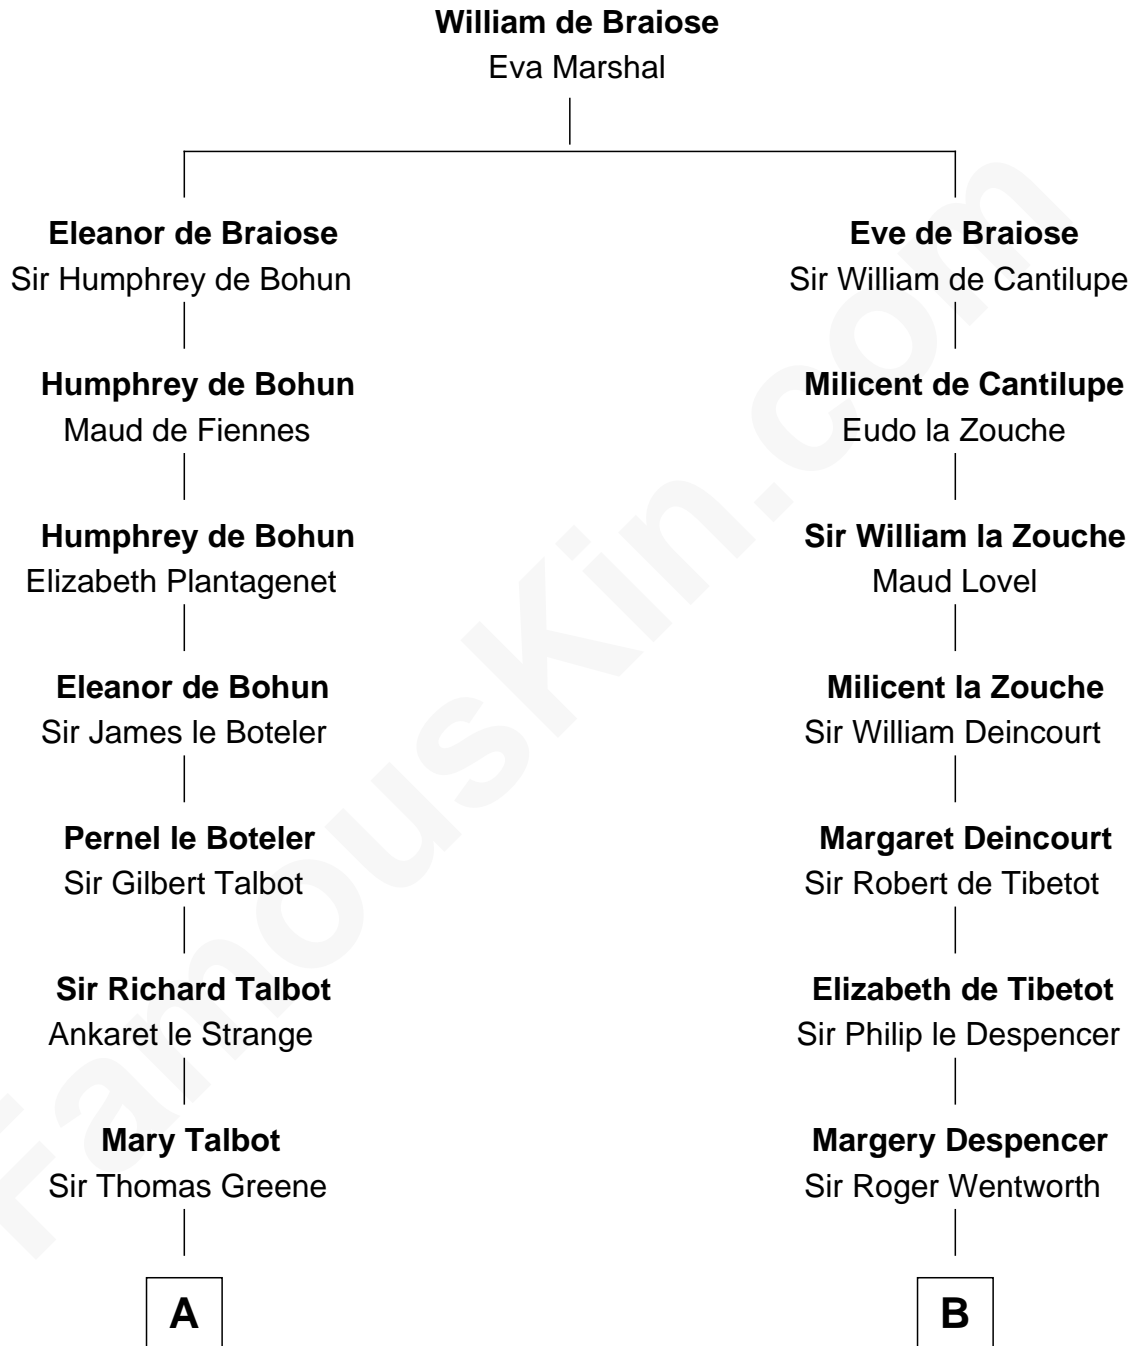 William de Braiose
Eva Marshal
Eleanor de Braiose
Sir Humphrey de Bohun
Eve de Braiose
Sir William de Cantilupe
Humphrey de Bohun
Maud de Fiennes
Milicent de Cantilupe
Eudo la Zouche
Humphrey de Bohun
Elizabeth Plantagenet
Sir William la Zouche
Maud Lovel
Eleanor de Bohun
Sir James le Boteler
Milicent la Zouche
Sir William Deincourt
Pernel le Boteler
Sir Gilbert Talbot
Margaret Deincourt
Sir Robert de Tibetot
Sir Richard Talbot
Ankaret le Strange
Elizabeth de Tibetot
Sir Philip le Despencer
Mary Talbot
Sir Thomas Greene
Margery Despencer
Sir Roger Wentworth
A
B
FamousKin.com